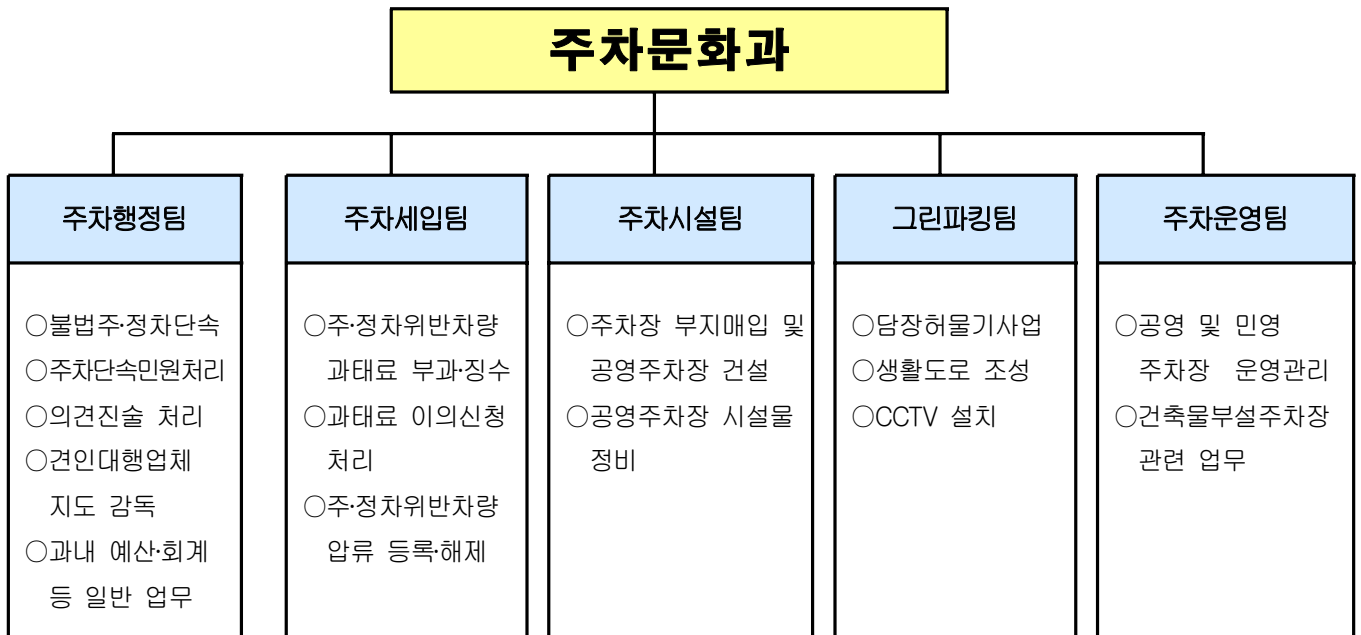 주차문화과
주차행정팀
○불법주·정차단속
○주차단속민원처리
○의견진술 처리
○견인대행업체
지도 감독
○과내 예산·회계
등 일반 업무
주차세입팀
○주·정차위반차량
과태료 부과·징수
○과태료 이의신청
처리
○주·정차위반차량
압류 등록·해제
주차시설팀
○주차장 부지매입 및
공영주차장 건설
○공영주차장 시설물
정비
그린파킹팀
○담장허물기사업
○생활도로 조성
○CCTV 설치
주차운영팀
○공영 및 민영
주차장 운영관리
○건축물부설주차장
관련 업무